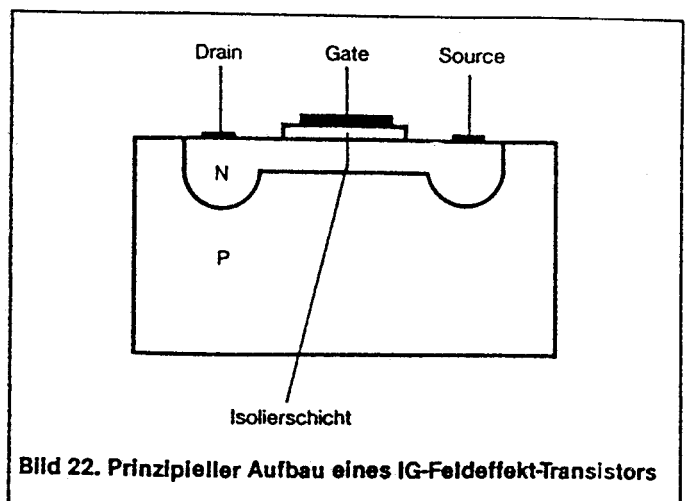 Drain Gate Source
N
P
Isolierschicht
Bild 22. Prinzipieller Aufbau eines IG-Feldeffekt-Transistors